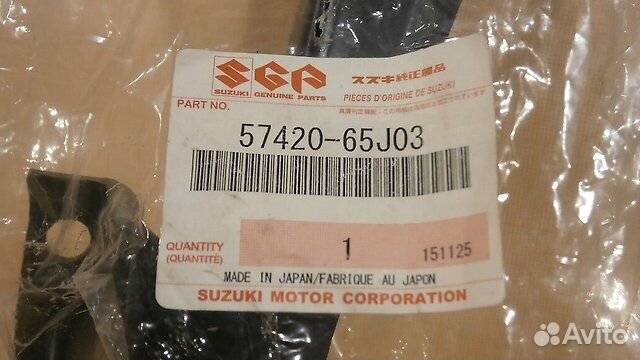 SGP
スズキ純正部品
SUZUKI GENUINE PARTS
PIÈCES D'ORIGINE DE SUZUKI
PART NO.
57420-65J03
QUANTITY
(QUANTITÉ)
1
151125
MADE IN JAPAN/FABRIQUE AU JAPON
SUZUKI MOTOR CORPORATION
Avito